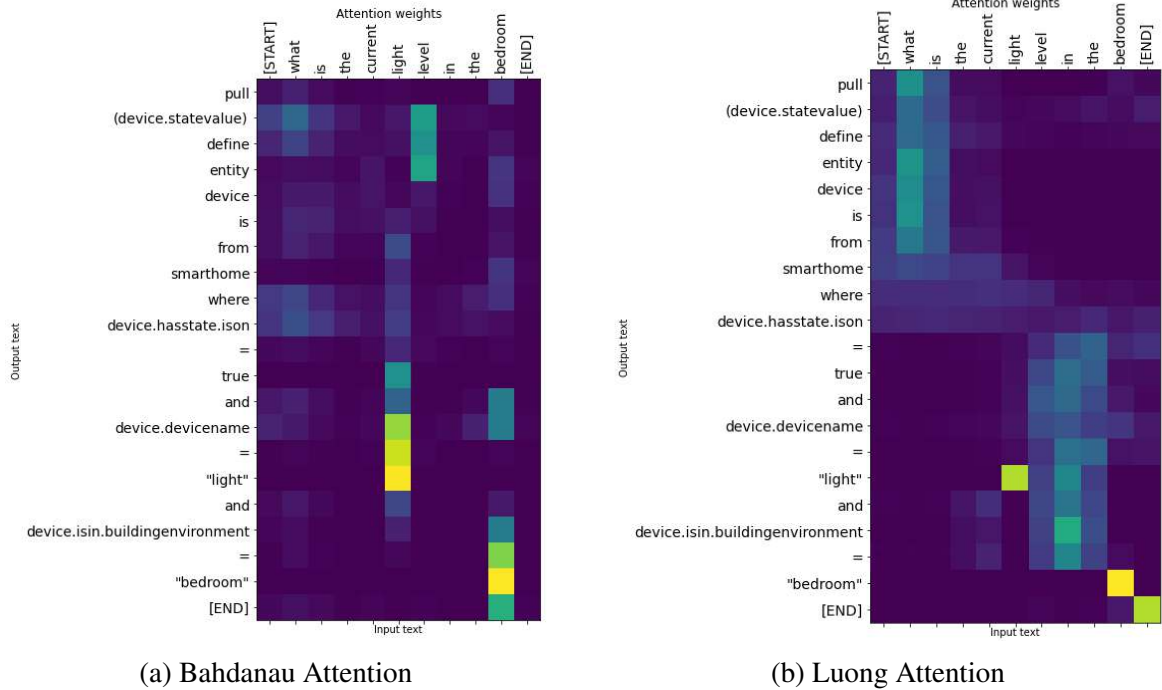 Attention weights
[START]
what
is
the
current
light
level
in
the
bedroom
[END]
pull
(device.statevalue)
define
entity
device
is
from
smarthome
where
device.hasstate.ison
=
true
and
device.devicename
=
"light"
and
device.isin.buildingenvironment
=
"bedroom"
[END]
Output text
Input text
(a) Bahdanau Attention
Attention weights
[START]
what
is
the
current
light
level
in
the
bedroom
[END]
pull
(device.statevalue)
define
entity
device
is
from
smarthome
where
device.hasstate.ison
=
true
and
device.devicename
=
"light"
and
device.isin.buildingenvironment
=
"bedroom"
[END]
Output text
Input text
(b) Luong Attention